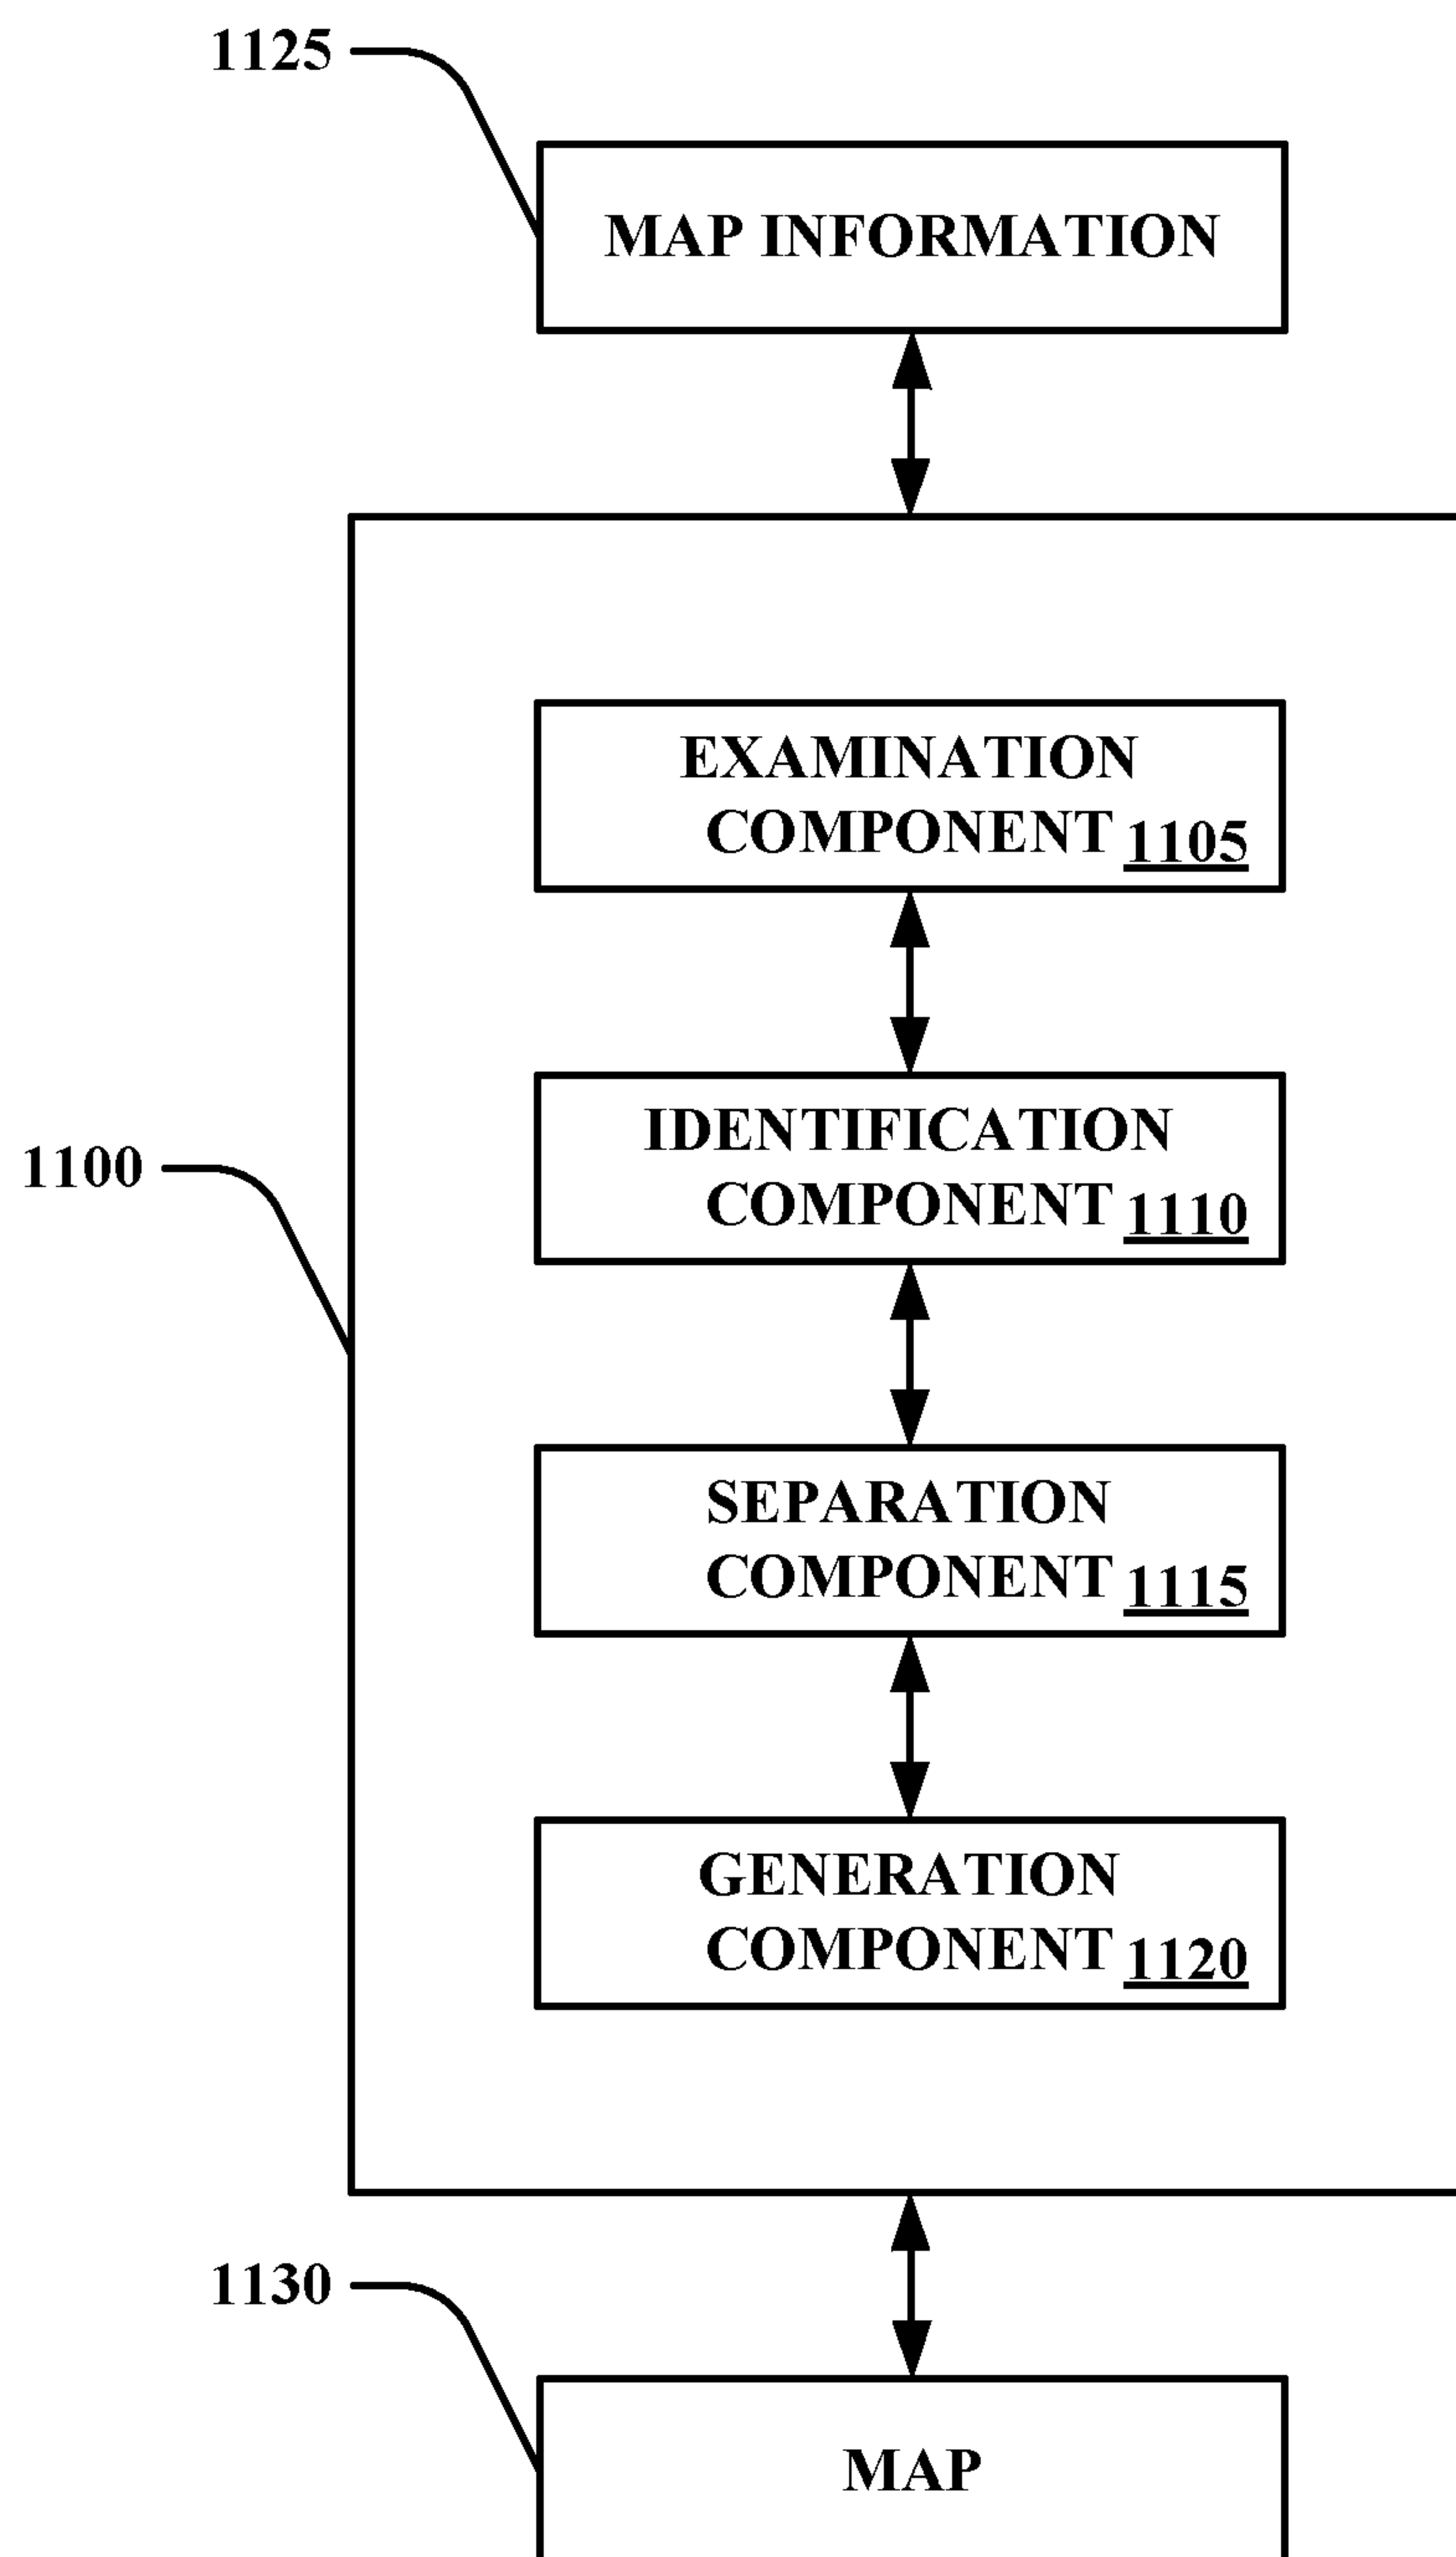 1125
MAP INFORMATION
EXAMINATION
COMPONENT 1105
IDENTIFICATION
COMPONENT 1110
1100
SEPARATION
COMPONENT 1115
GENERATION
COMPONENT 1120
1130
MAP